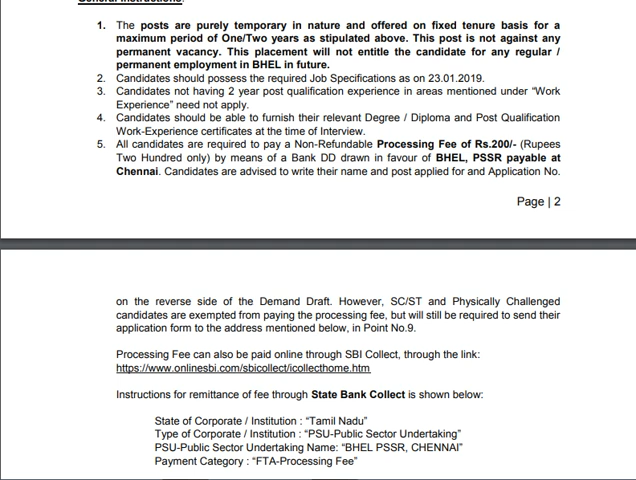 General Instructions:
1. The posts are purely temporary in nature and offered on fixed tenure basis for a
maximum period of One/Two years as stipulated above. This post is not against any
permanent vacancy. This placement will not entitle the candidate for any regular /
permanent employment in BHEL in future.
2. Candidates should possess the required Job Specifications as on 23.01.2019.
3. Candidates not having 2 year post qualification experience in areas mentioned under “Work
Experience” need not apply.
4. Candidates should be able to furnish their relevant Degree / Diploma and Post Qualification
Work-Experience certificates at the time of Interview.
5. All candidates are required to pay a Non-Refundable Processing Fee of Rs.200/- (Rupees
Two Hundred only) by means of a Bank DD drawn in favour of BHEL, PSSR payable at
Chennai. Candidates are advised to write their name and post applied for and Application No.
Page | 2
on the reverse side of the Demand Draft. However, SC/ST and Physically Challenged
candidates are exempted from paying the processing fee, but will still be required to send their
application form to the address mentioned below, in Point No.9.
Processing Fee can also be paid online through SBI Collect, through the link:
https://www.onlinesbi.com/sbicollect/icollecthome.htm
Instructions for remittance of fee through State Bank Collect is shown below:
State of Corporate / Institution : “Tamil Nadu”
Type of Corporate / Institution : “PSU-Public Sector Undertaking”
PSU-Public Sector Undertaking Name: “BHEL PSSR, CHENNAI”
Payment Category : “FTA-Processing Fee”